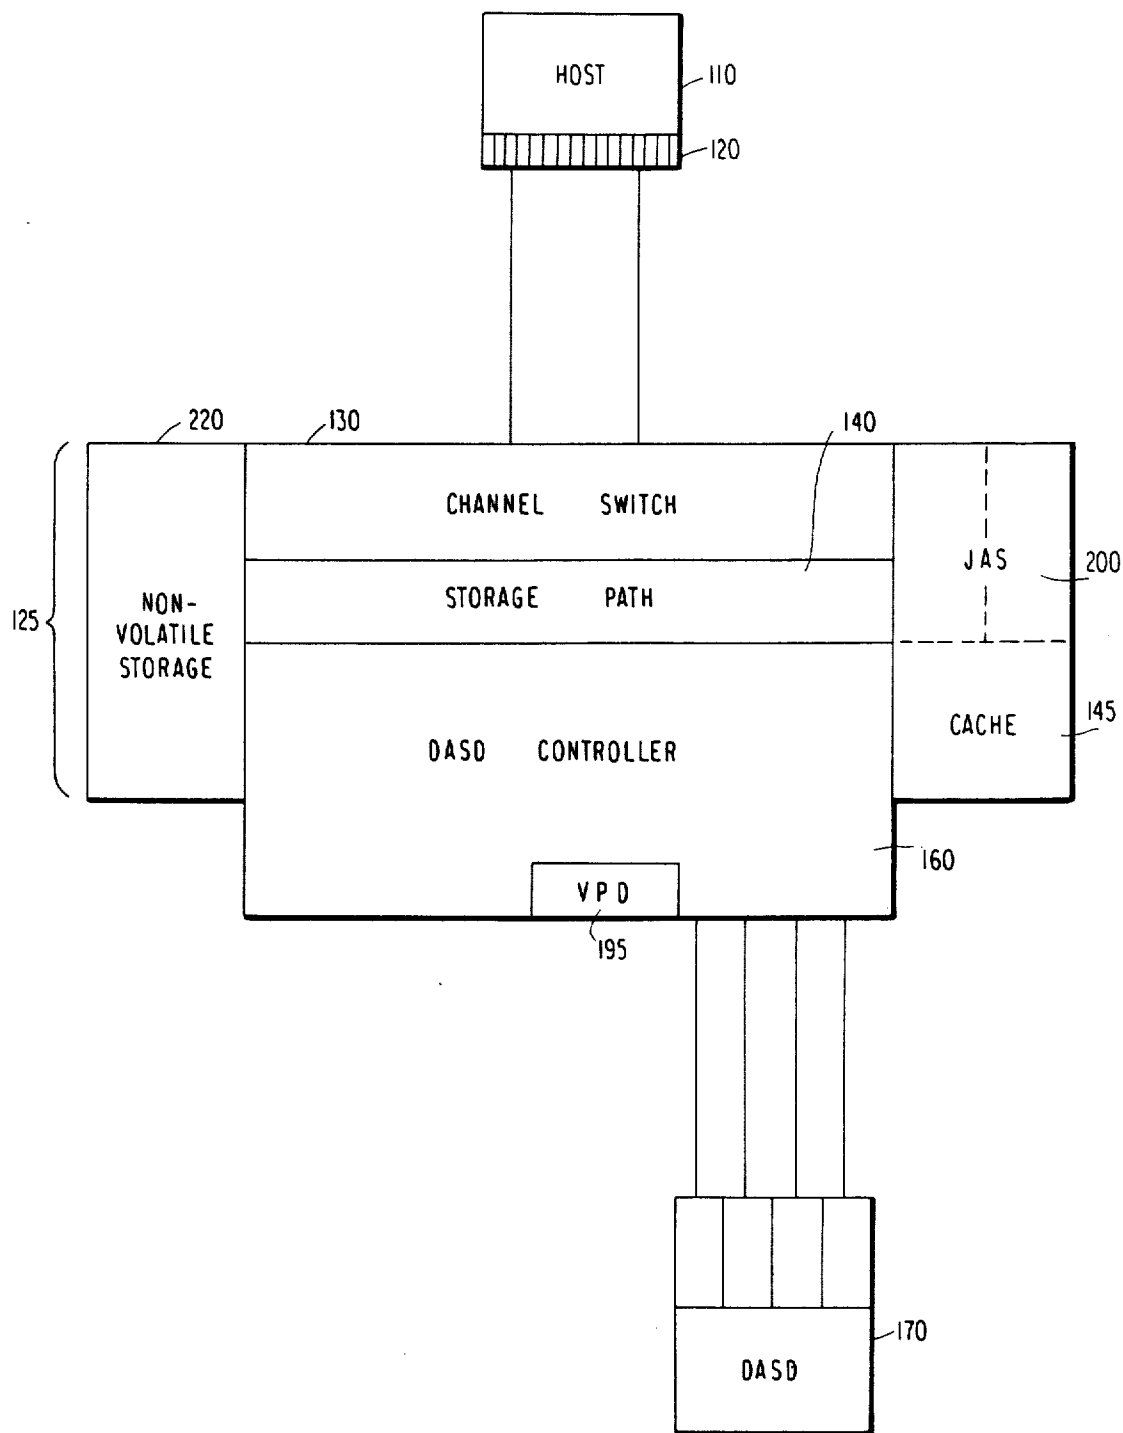 HOST
110
120
220
130
140
CHANNEL SWITCH
JAS
200
STORAGE PATH
125
NON-
VOLATILE
STORAGE
DASD CONTROLLER
CACHE
145
160
VPD
195
170
DASD